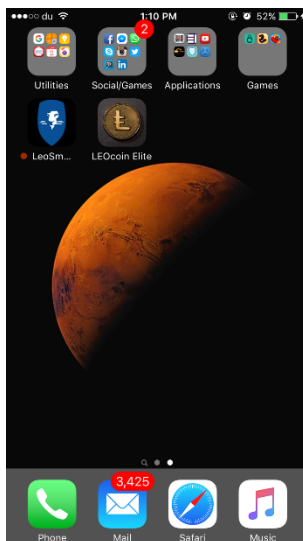 du 1:10 PM 52%
2
Utilities Social/Games Applications Games
LeoSm... LEOcoin Elite
3,425
Phone Mail Safari Music